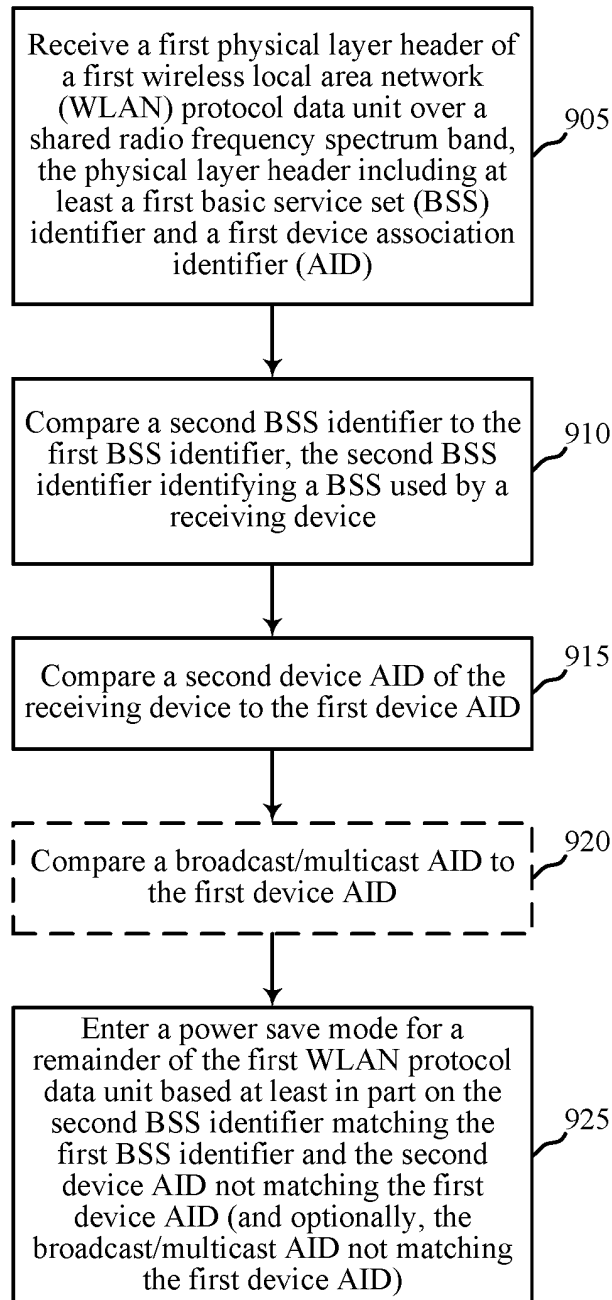 Receive a first physical layer header of
a first wireless local area network
(WLAN) protocol data unit over a
shared radio frequency spectrum band,
the physical layer header including at
least a first basic service set (BSS)
identifier and a first device association
identifier (AID)
905
Compare a second BSS identifier to the
first BSS identifier, the second BSS
identifier identifying a BSS used by a
receiving device
910
Compare a second device AID of the
receiving device to the first device AID
915
Compare a broadcast/multicast AID to
the first device AID
920
Enter a power save mode for a
remainder of the first WLAN protocol
data unit based at least in part on the
second BSS identifier matching the
first BSS identifier and the second
device AID not matching the first
device AID (and optionally, the
broadcast/multicast AID not matching
the first device AID)
925